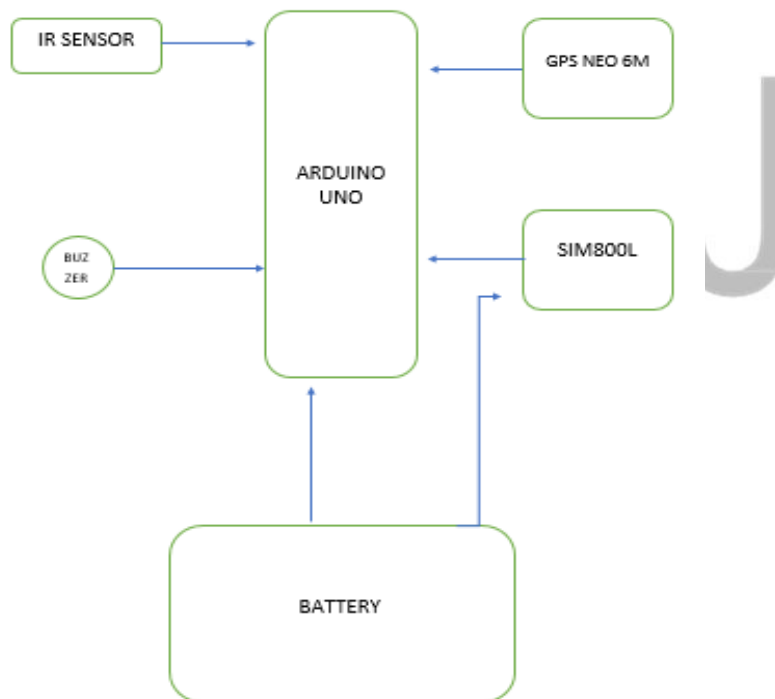 IR SENSOR
GPS NEO 6M
ARDUINO
UNO
SIM800L
BUZ
ZER
BATTERY
J